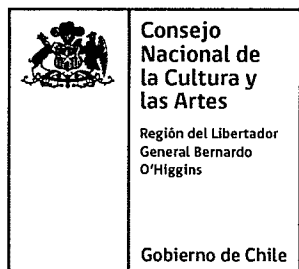 Consejo
Nacional de
la Cultura y
las Artes
Región del Libertador
General Bernardo
O'Higgins
Gobierno de Chile